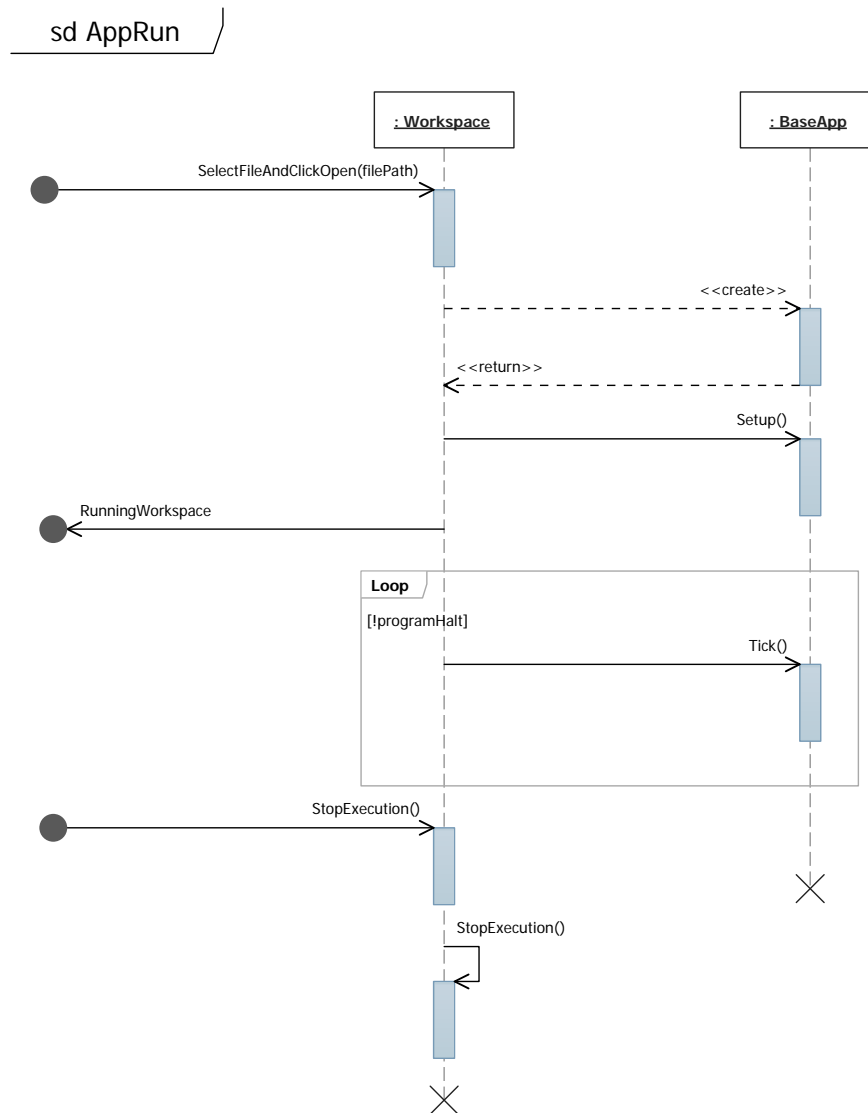 sd AppRun
: Workspace
: BaseApp
SelectFileAndClickOpen(filePath)
<<create>>
<<return>>
Setup()
RunningWorkspace
Loop
[!programHalt]
Tick()
StopExecution()
StopExecution()